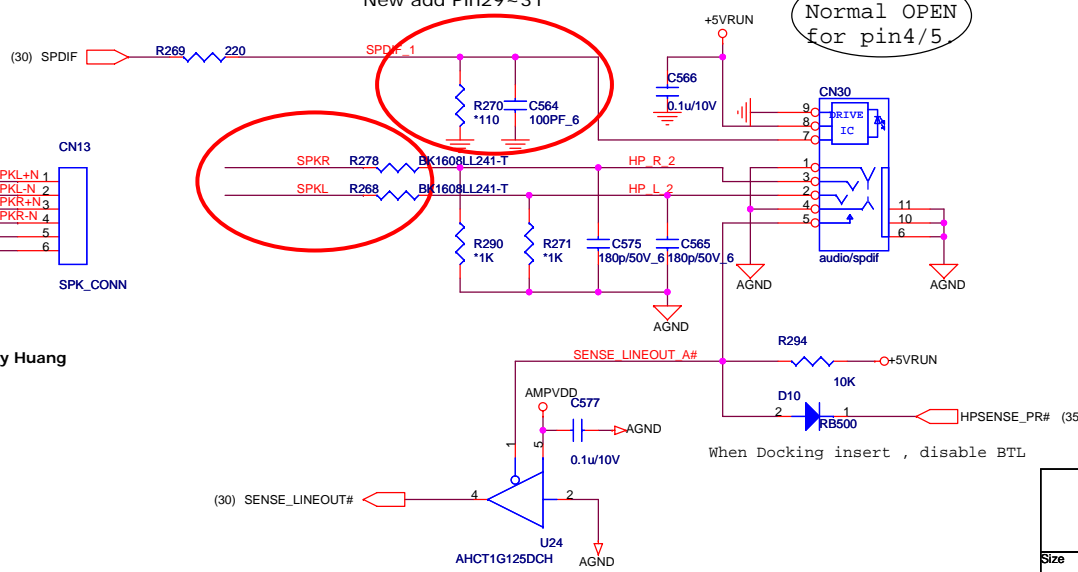 New add Pin29~31
Normal OPEN
for pin4/5.
+5VRUN
(30) SPDIF
R269
220
SPDIF_1
R270
*110
C564
100PF_6
C566
0.1u/10V
CN30
9
8
7
DRIVE
IC
1
3
2
4
5
11
10
6
audio/spdif
CN13
PKL+N 1
PKL-N 2
PKR+N 3
PKR-N 4
5
6
SPK_CONN
SPKR
R278
BK1608LL241-T
HP_R_2
SPKL
R268
BK1608LL241-T
HP_L_2
R290
*1K
R271
*1K
C575
180p/50V_6
C565
180p/50V_6
AGND
AGND
AGND
y Huang
SENSE_LINEOUT_A#
R294
+5VRUN
10K
D10
2
1
RB500
HPSENSE_PR# (35
When Docking insert , disable BTL
AMPVDD
C577
AGND
0.1u/10V
1
5
(30) SENSE_LINEOUT#
4
2
U24
AHCT1G125DCH
AGND
Size